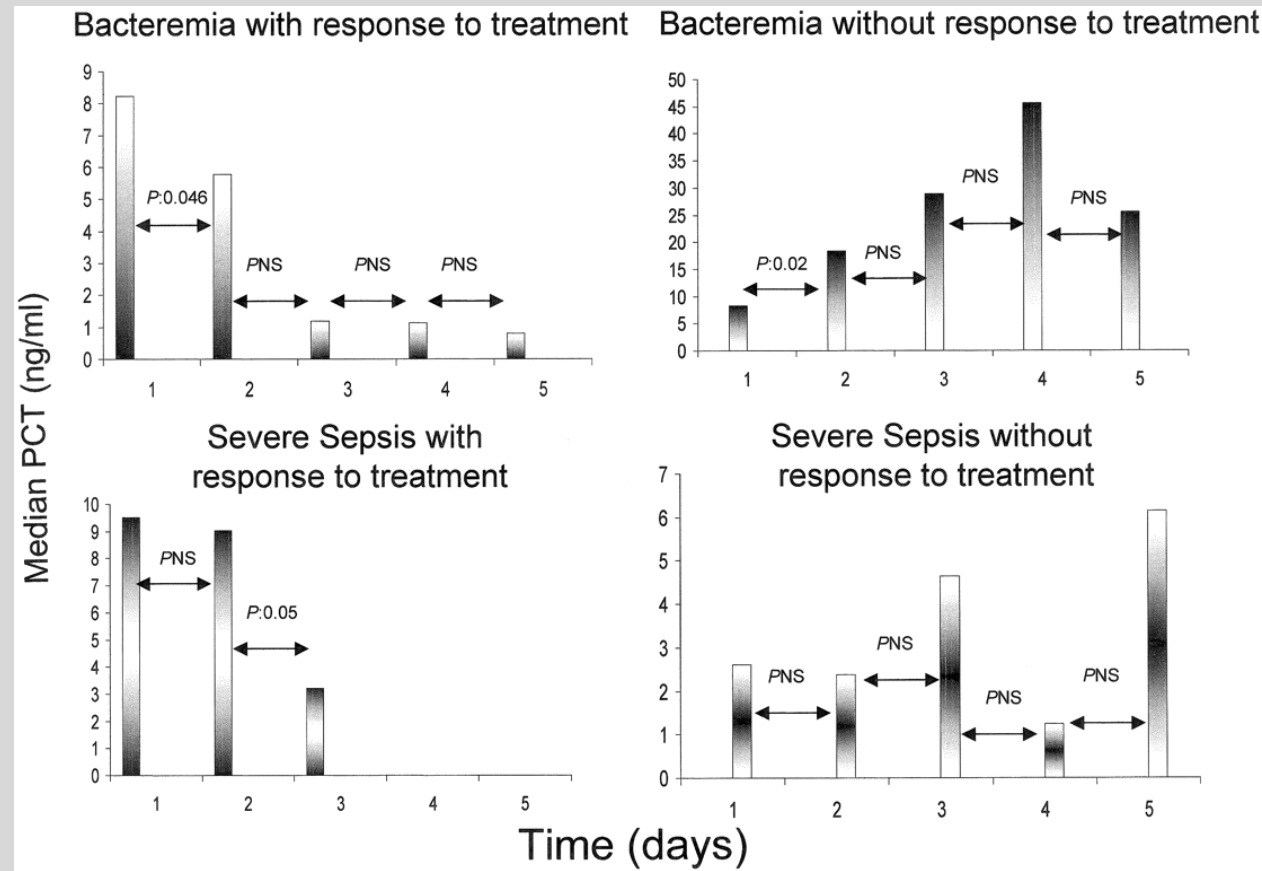 Bacteremia with response to treatment
Bacteremia without response to treatment
9
8
7
6
5
4
3
2
1
0
P:0.046
PNS
PNS
PNS
1 2 3 4 5
50
45
40
35
30
25
20
15
10
5
0
P:0.02
PNS
PNS
PNS
1 2 3 4 5
Median PCT (ng/ml)
Severe Sepsis with
response to treatment
10
9
8
7
6
5
4
3
2
1
0
PNS
P:0.05
1 2 3 4 5
Severe Sepsis without
response to treatment
7
6
5
4
3
2
1
0
PNS
PNS
PNS
PNS
1 2 3 4 5
Time (days)